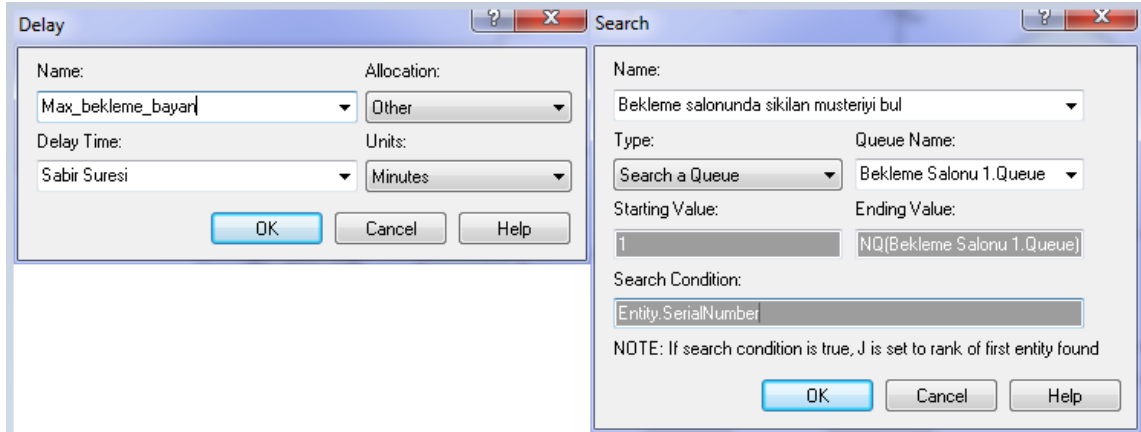 Delay
Name:
Allocation:
Max_bekleme_bayan
Other
Delay Time:
Units:
Sabir Suresi
Minutes
OK
Cancel
Help
Search
Name:
Bekleme salonunda sikilan musteriyi bul
Type:
Queue Name:
Search a Queue
Bekleme Salonu 1.Queue
Starting Value:
Ending Value:
1
NQ(Bekleme Salonu 1.Queue)
Search Condition:
Entity.SerialNumber
NOTE: If search condition is true, J is set to rank of first entity found
OK
Cancel
Help